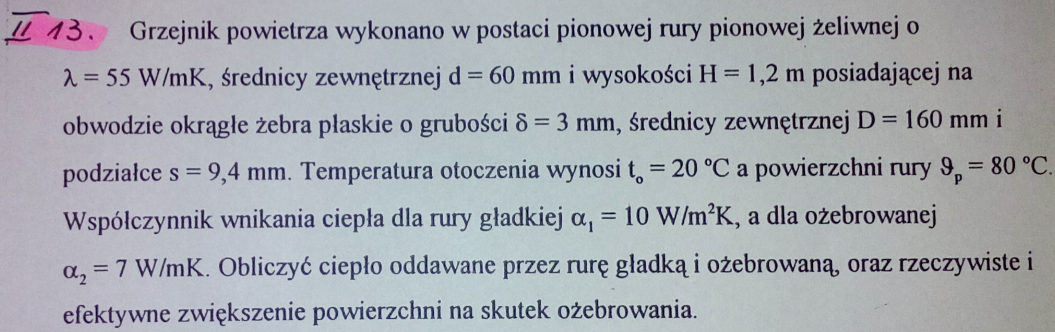 II 13. Grzejnik powietrza wykonano w postaci pionowej rury pionowej żeliwnej o
λ = 55 W/mK, średnicy zewnętrznej d = 60 mm i wysokości H = 1,2 m posiadającej na
obwodzie okrągłe żebra płaskie o grubości δ = 3 mm, średnicy zewnętrznej D = 160 mm i
podziałce s = 9,4 mm. Temperatura otoczenia wynosi tₒ = 20 °C a powierzchni rury ϑₚ = 80 °C.
Współczynnik wnikania ciepła dla rury gładkiej α₁ = 10 W/m²K, a dla ożebrowanej
α₂ = 7 W/mK. Obliczyć ciepło oddawane przez rurę gładką i ożebrowaną, oraz rzeczywiste i
efektywne zwiększenie powierzchni na skutek ożebrowania.